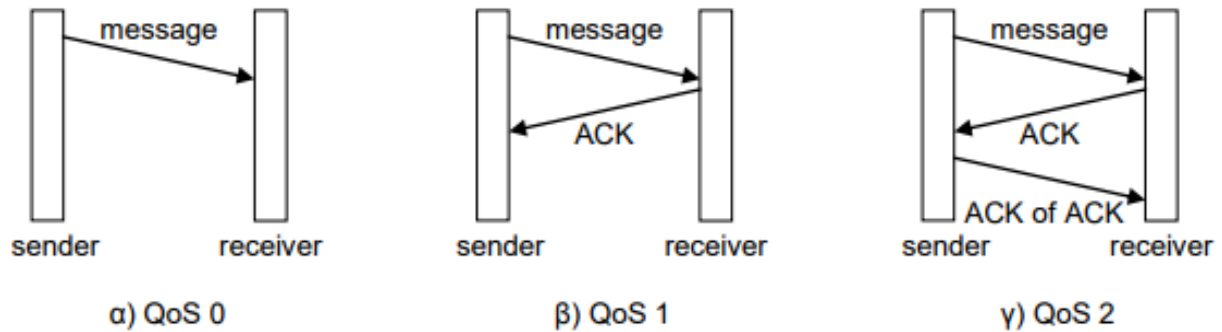 message
sender receiver
α) QoS 0
message
ACK
sender receiver
β) QoS 1
message
ACK
ACK of ACK
sender receiver
γ) QoS 2